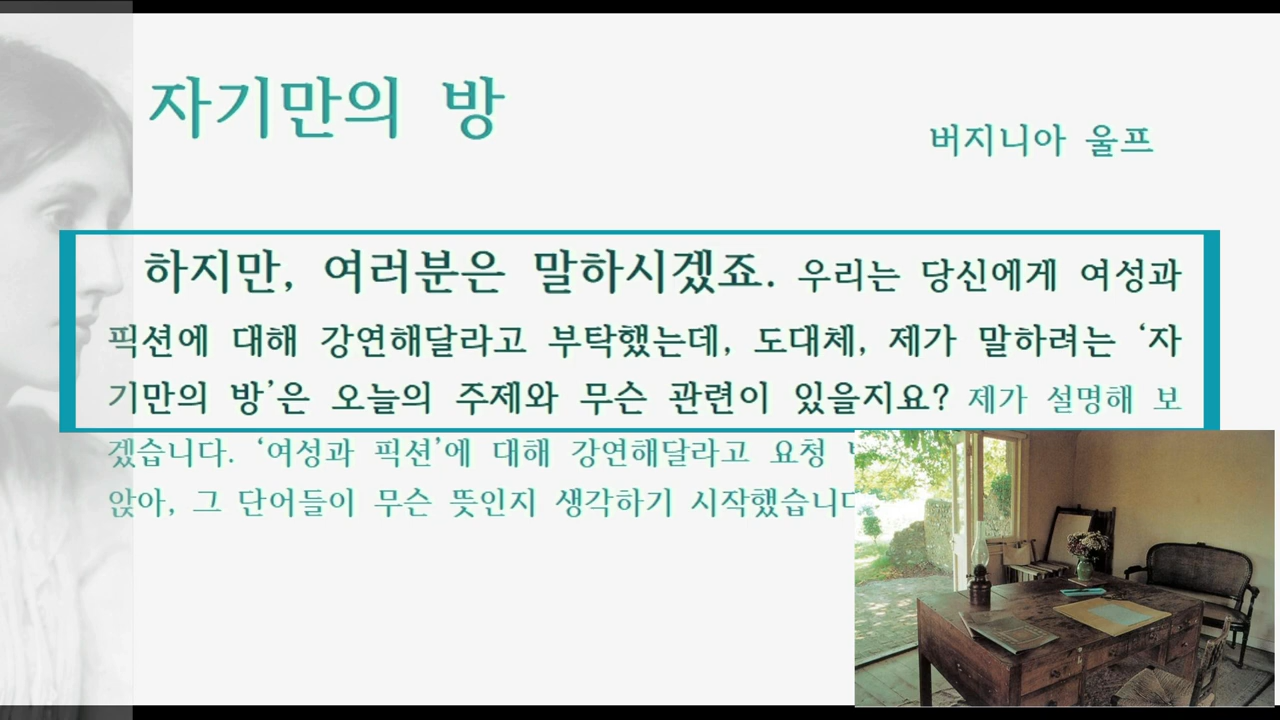 자기만의 방
버지니아 울프
하지만, 여러분은 말하시겠죠. 우리는 당신에게 여성과
픽션에 대해 강연해달라고 부탁했는데, 도대체, 제가 말하려는 ‘자
기만의 방’은 오늘의 주제와 무슨 관련이 있을지요? 제가 설명해 보
겠습니다. ‘여성과 픽션’에 대해 강연해달라고 요청
앉아, 그 단어들이 무슨 뜻인지 생각하기 시작했습니다